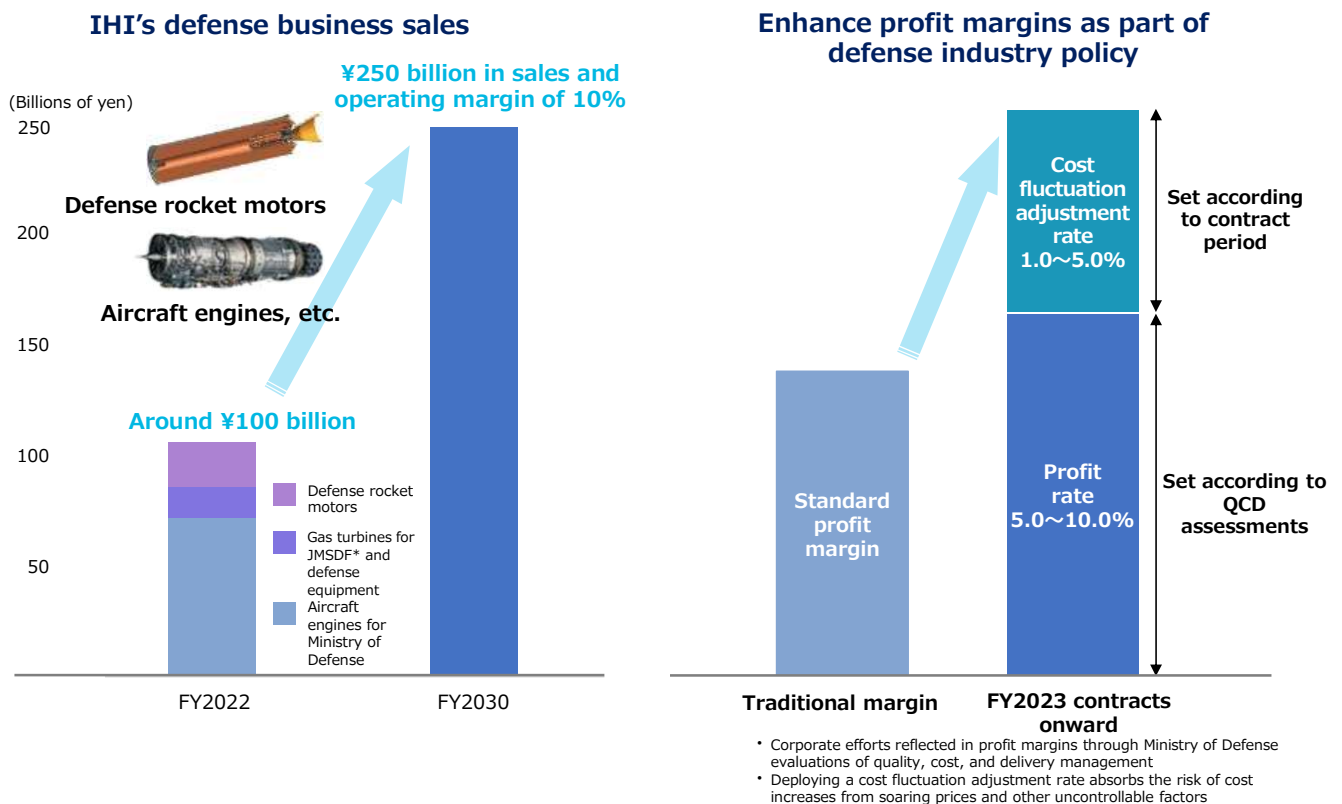 IHI's defense business sales
¥250 billion in sales and
operating margin of 10%
(Billions of yen)
250
200
150
100
50
Defense rocket motors
Aircraft engines, etc.
Around ¥100 billion
Defense rocket
motors
Gas turbines for
JMSDF* and
defense
equipment
Aircraft
engines for
Ministry of
Defense
FY2022
FY2030
Enhance profit margins as part of
defense industry policy
Standard
profit
margin
Cost
fluctuation
adjustment
rate
1.0～5.0%
Profit
rate
5.0～10.0%
Set according
to contract
period
Set according to
QCD
assessments
Traditional margin
FY2023 contracts
onward
• Corporate efforts reflected in profit margins through Ministry of Defense
evaluations of quality, cost, and delivery management
• Deploying a cost fluctuation adjustment rate absorbs the risk of cost
increases from soaring prices and other uncontrollable factors